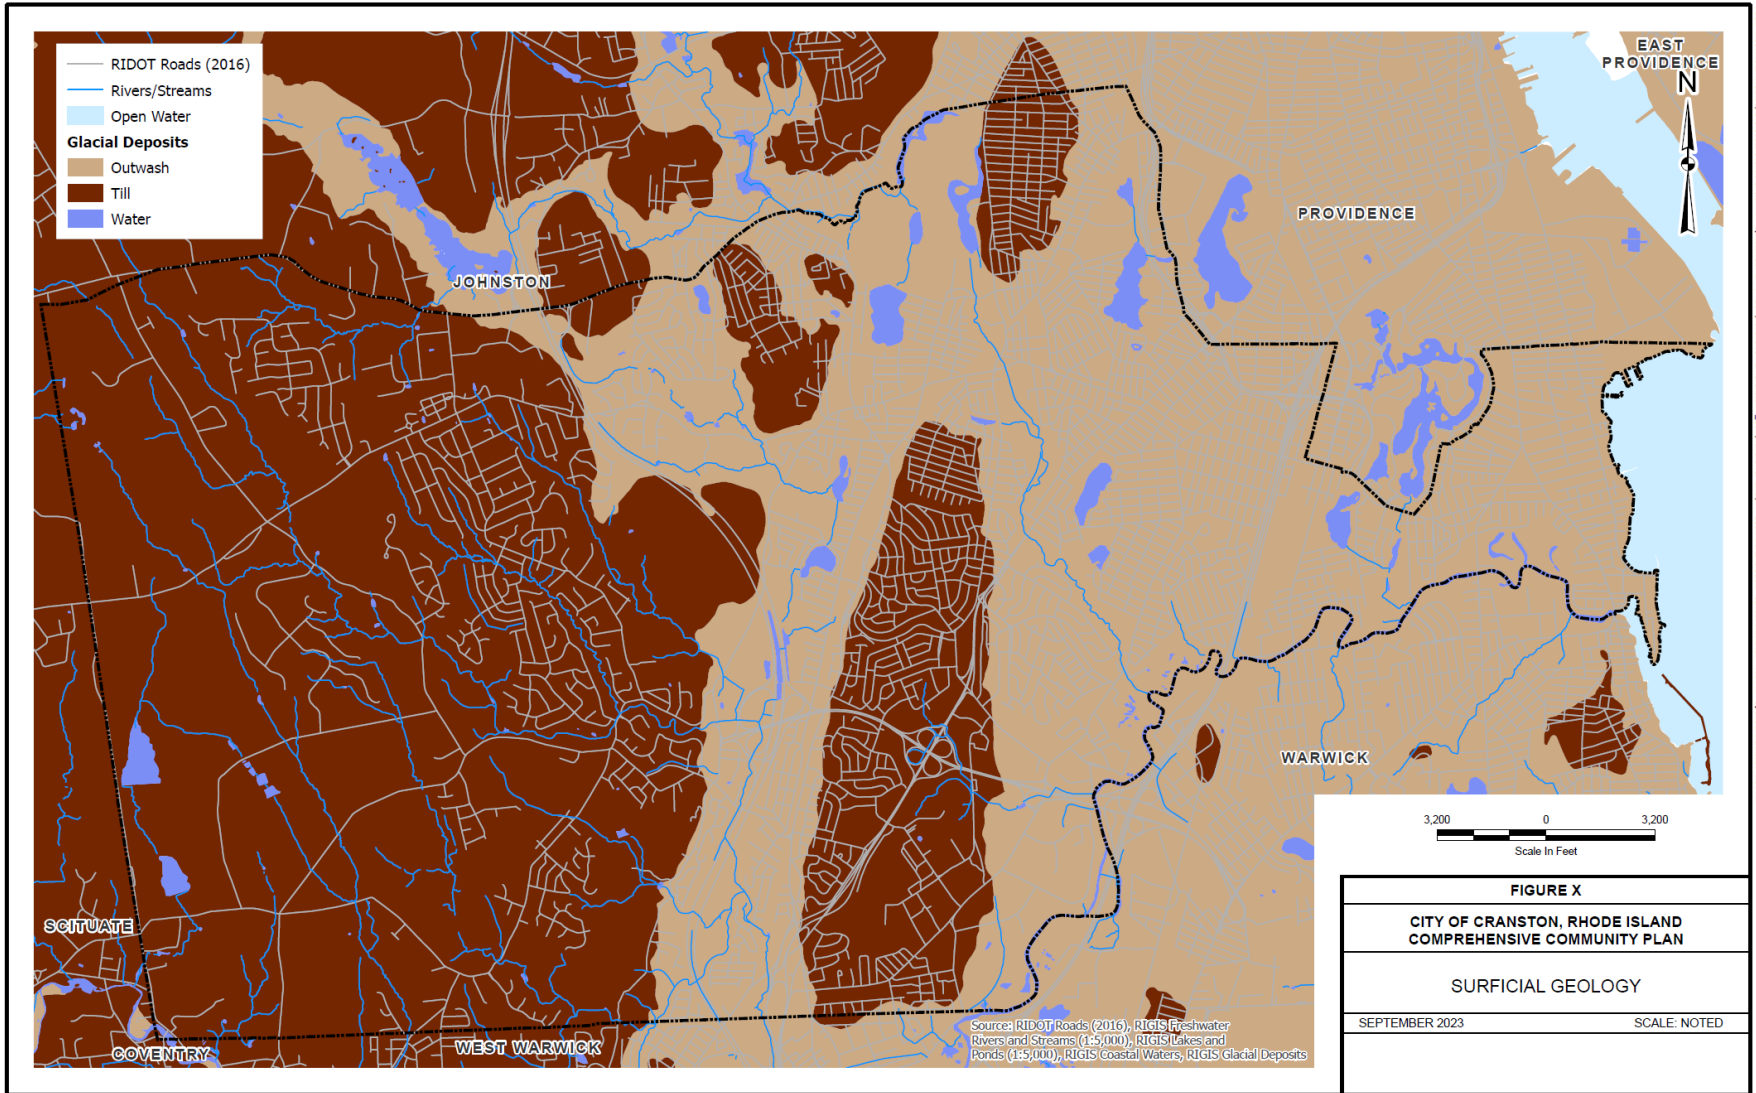 RIDOT Roads (2016)
Rivers/Streams
Open Water
Glacial Deposits
Outwash
Till
Water
EAST
PROVIDENCE
N
PROVIDENCE
JOHNSTON
WARWICK
SCITUATE
COVENTRY
WEST WARWICK
3,200 0 3,200
Scale In Feet
Source: RIDOT Roads (2016), RIGIS Freshwater
Rivers and Streams (1:5,000), RIGIS Lakes and
Ponds (1:5,000), RIGIS Coastal Waters, RIGIS Glacial Deposits
FIGURE X
CITY OF CRANSTON, RHODE ISLAND
COMPREHENSIVE COMMUNITY PLAN
SURFICIAL GEOLOGY
SEPTEMBER 2023 SCALE: NOTED